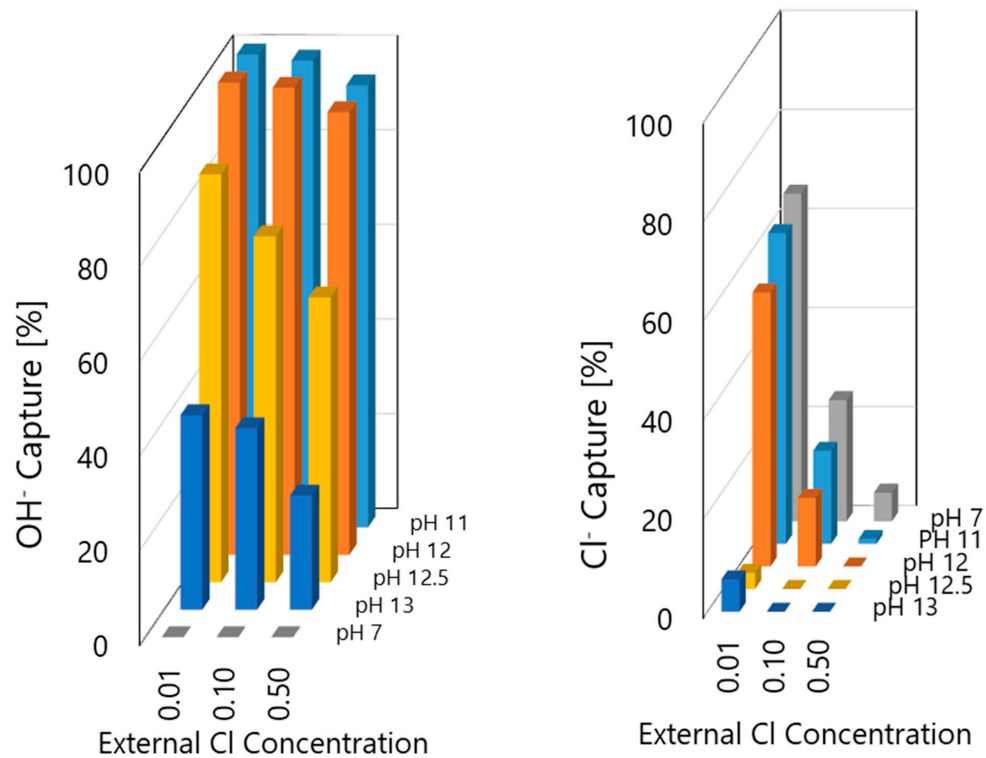 100
80
60
40
20
0
OH⁻ Capture [%]
pH 11
pH 12
pH 12.5
pH 13
pH 7
0.01
0.10
0.50
External Cl Concentration
100
80
60
40
20
0
Cl⁻ Capture [%]
pH 7
PH 11
pH 12
pH 12.5
pH 13
0.01
0.10
0.50
External Cl Concentration